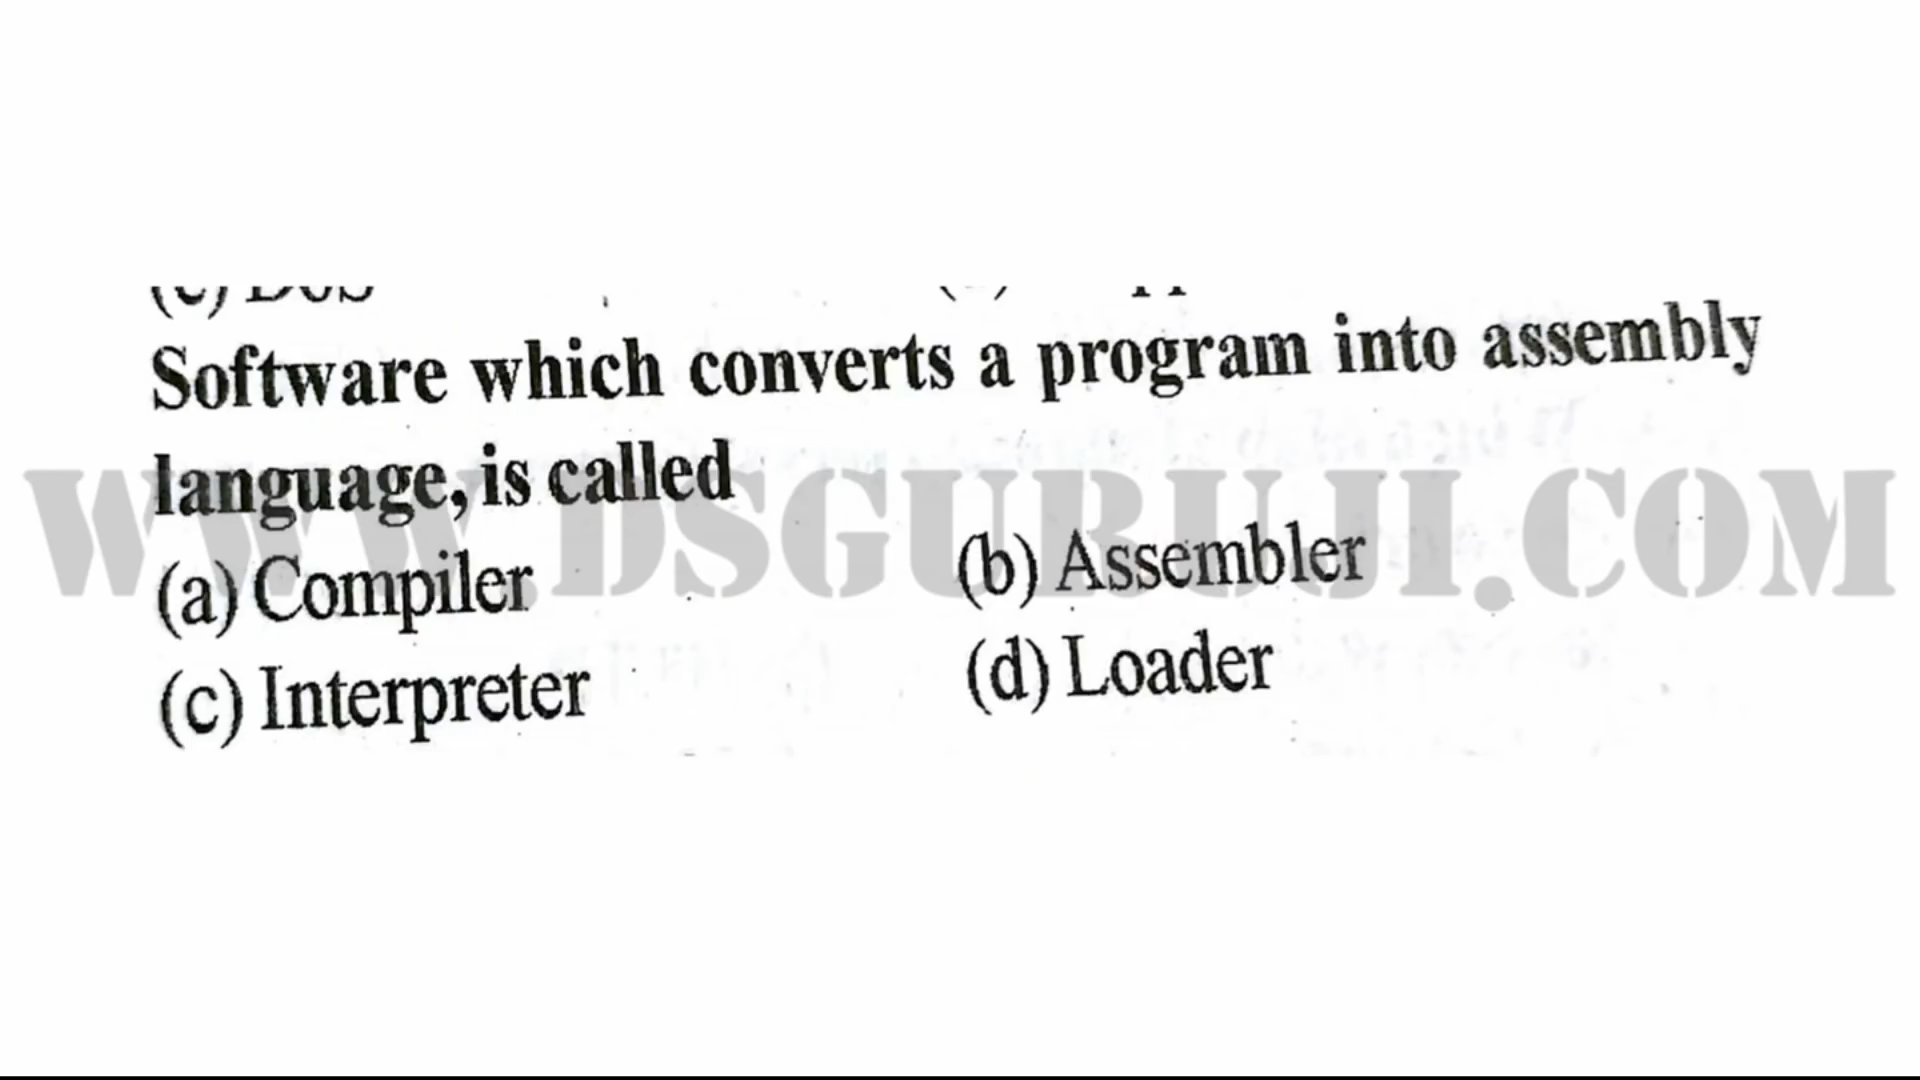 Software which converts a program into assembly
language, is called
WWW.DSGURUJI.COM
(a) Compiler (b) Assembler
(c) Interpreter (d) Loader